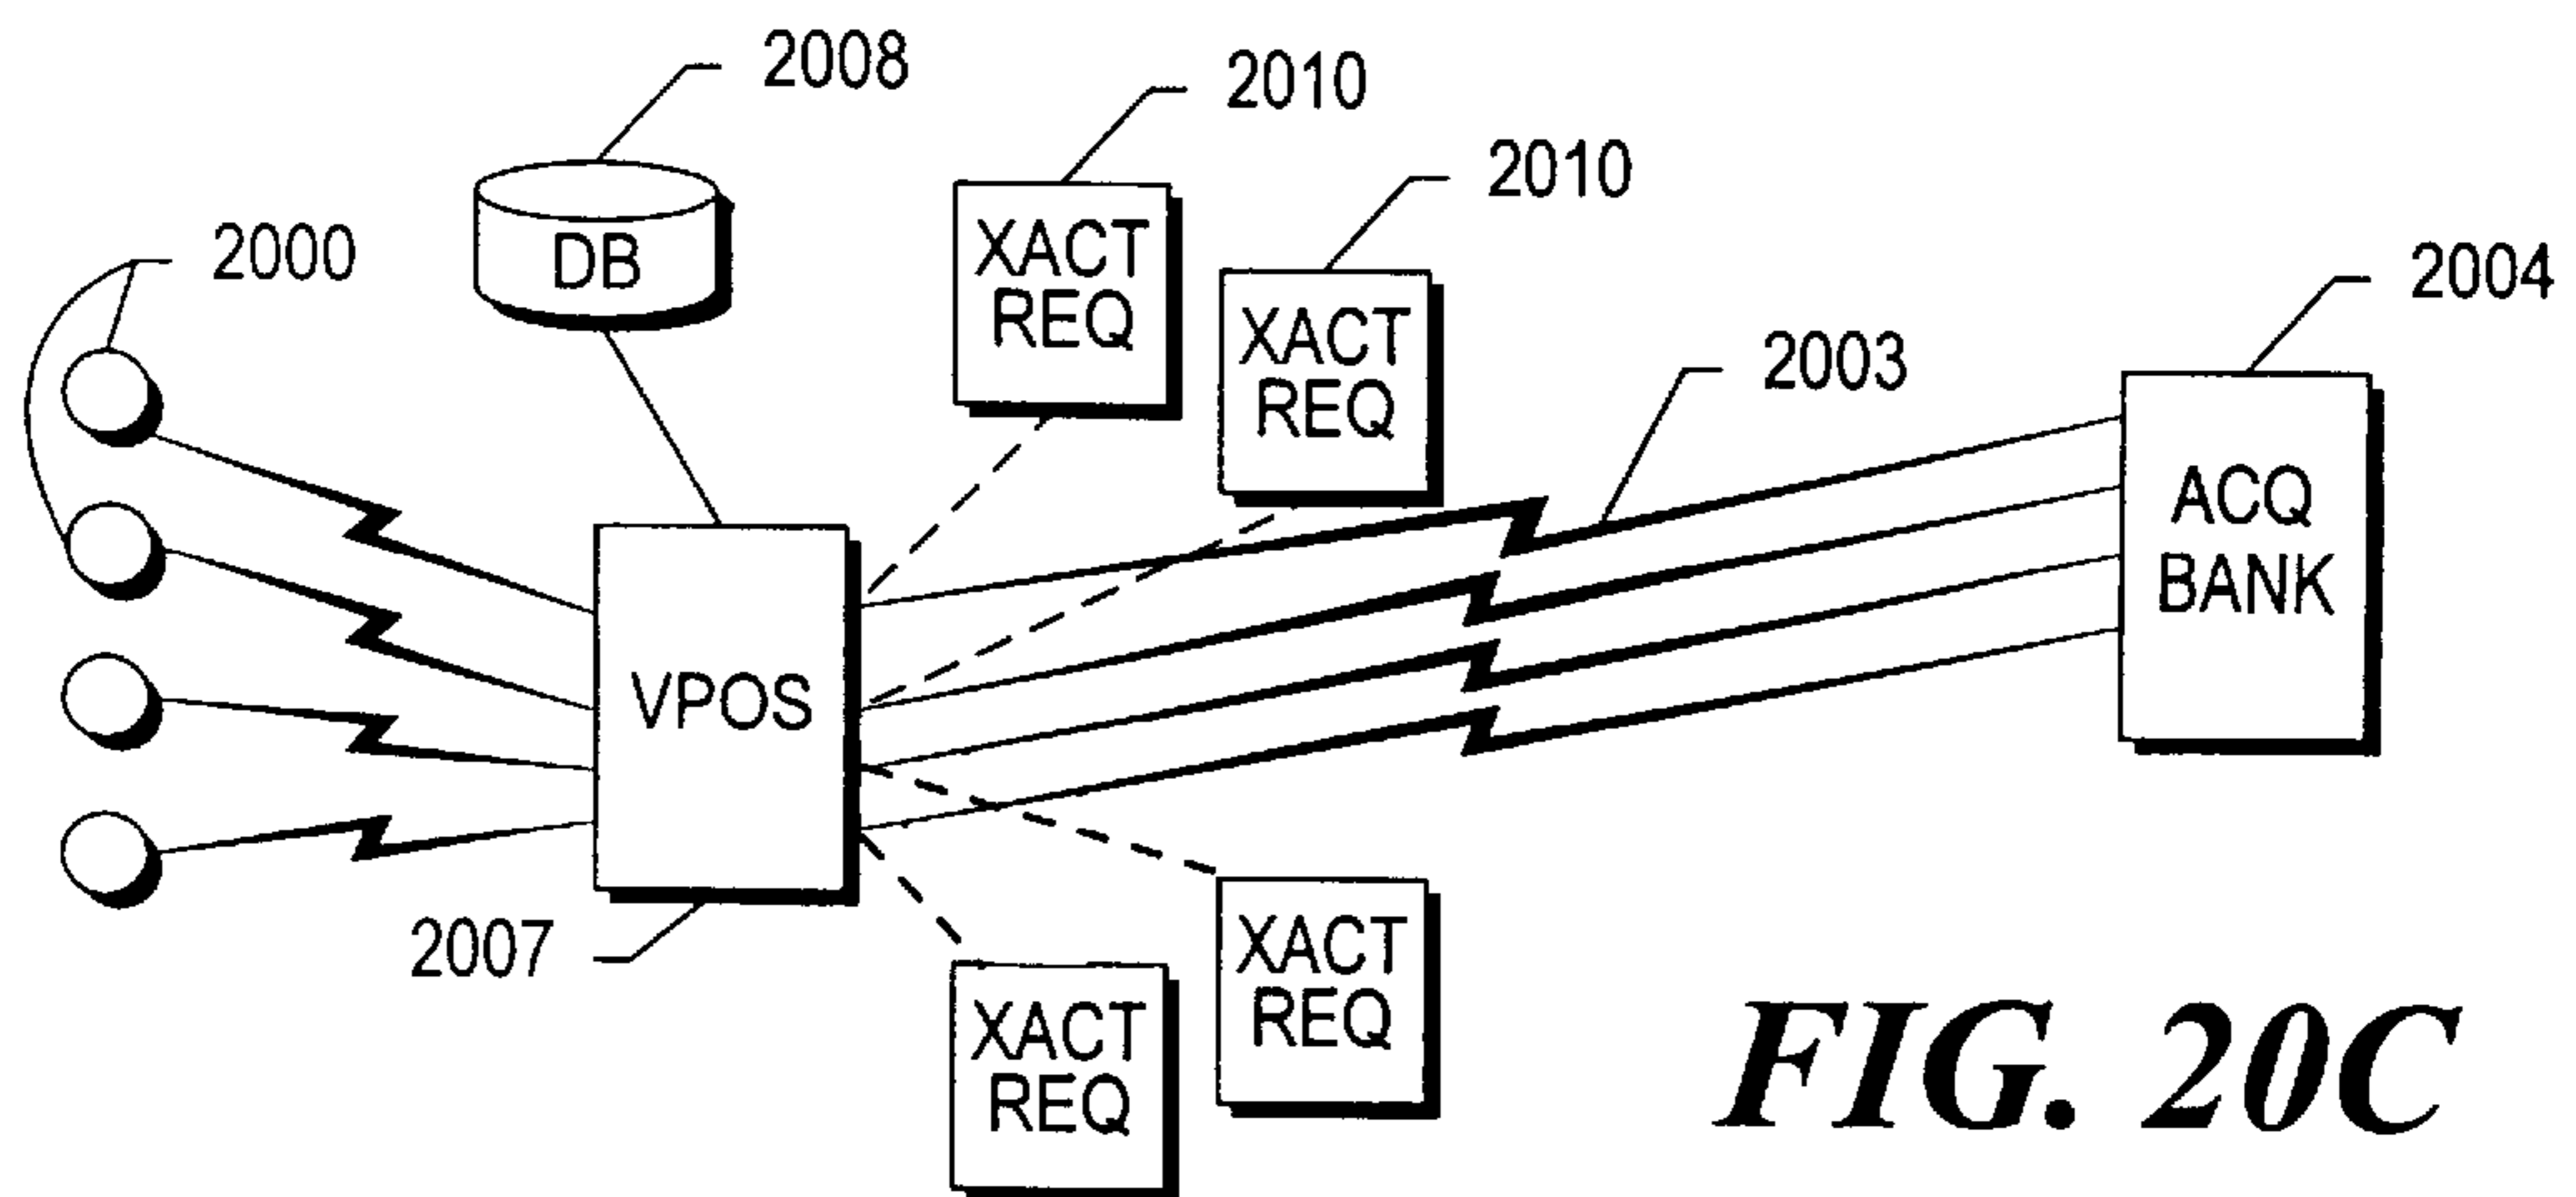 2008
2010
2010
2000
DB
XACT
REQ
XACT
REQ
2004
2003
ACQ
BANK
VPOS
2007
XACT
REQ
XACT
REQ
FIG. 20C